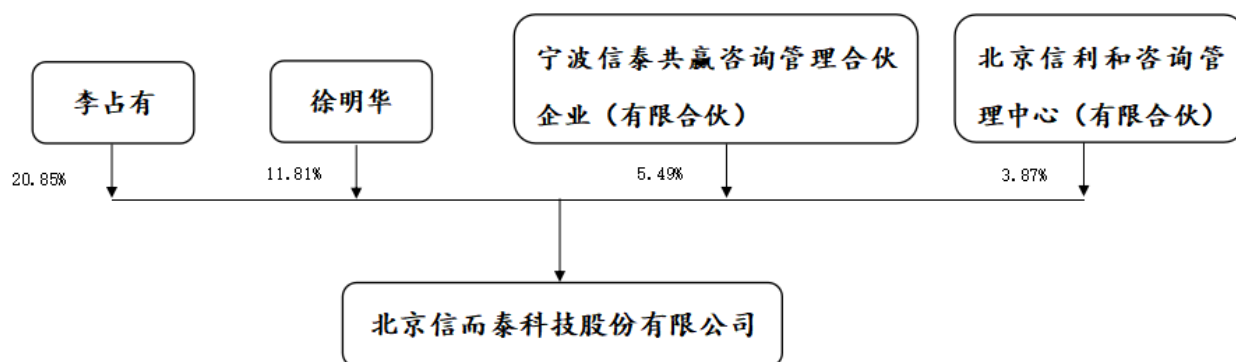 宁波信泰共赢咨询管理合伙
企业（有限合伙）
北京信利和咨询管
理中心（有限合伙）
李占有
徐明华
20.85%
11.81%
5.49%
3.87%
北京信而泰科技股份有限公司